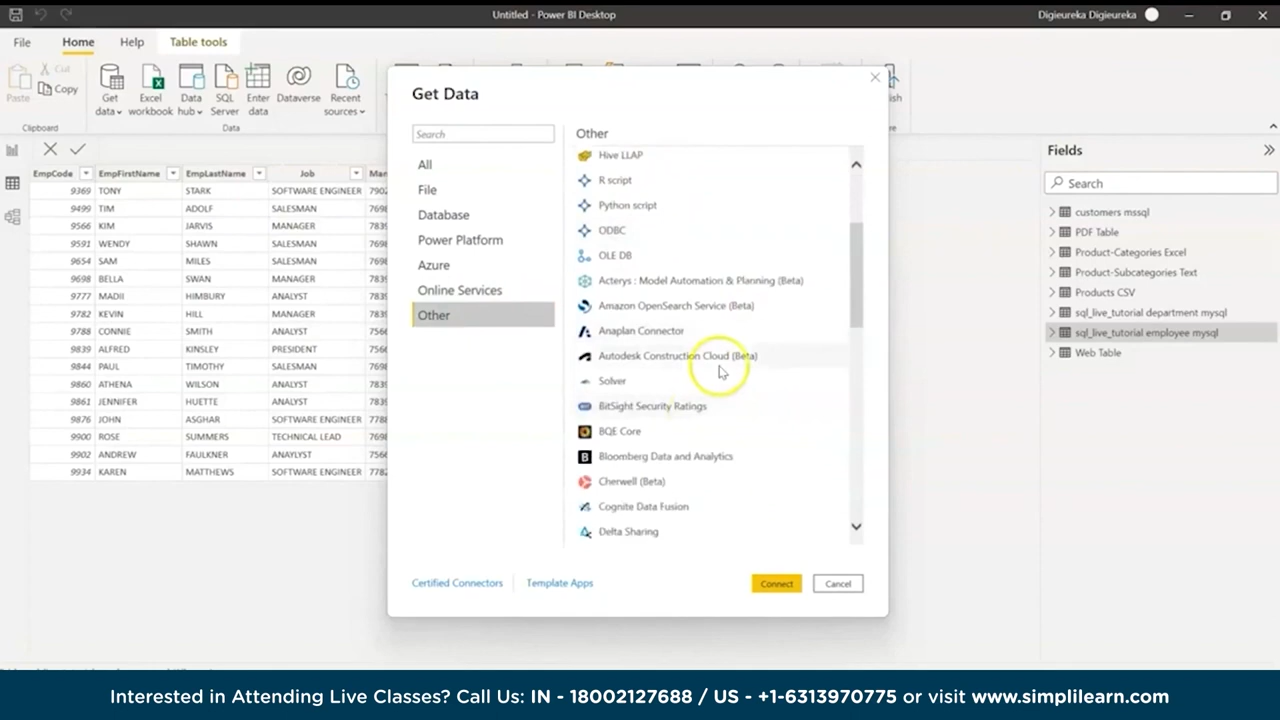 Untitled - Power BI Desktop
Digieureka Digieureka
File
Home
Help
Table tools
Paste
Cut
Copy
Clipboard
Get data
Excel workbook
Data hub
SQL Server
Enter data
Dataverse
Recent sources
Data
Get Data
Search
All
File
Database
Power Platform
Azure
Online Services
Other
Other
Hive LLAP
R script
Python script
ODBC
OLE DB
Acterys : Model Automation & Planning (Beta)
Amazon OpenSearch Service (Beta)
Anaplan Connector
Autodesk Construction Cloud (Beta)
Solver
BitSight Security Ratings
BQE Core
Bloomberg Data and Analytics
Cherwell (Beta)
Cognite Data Fusion
Delta Sharing
Certified Connectors
Template Apps
Connect
Cancel
EmpCode EmpFirstName EmpLastName Job
9369 TONY STARK SOFTWARE ENGINEER
9499 TIM ADOLF SALESMAN
9566 KIM JARVIS MANAGER
9591 WENDY SHAWN SALESMAN
9654 SAM MILES SALESMAN
9698 BELLA SWAN MANAGER
9777 MADII HIMBURY ANALYST
9782 KEVIN HILL MANAGER
9788 CONNIE SMITH ANALYST
9839 ALFRED KINSLEY PRESIDENT
9844 PAUL TIMOTHY SALESMAN
9860 ATHENA WILSON ANALYST
9861 JENNIFER HUETTE ANALYST
9876 JOHN ASGHAR SOFTWARE ENGINEER
9900 ROSE SUMMERS TECHNICAL LEAD
9902 ANDREW FAULKNER ANAYLYST
9934 KAREN MATTHEWS SOFTWARE ENGINEER
Fields
Search
customers mssql
PDF Table
Product-Categories Excel
Product-Subcategories Text
Products CSV
sql_live_tutorial department mysql
sql_live_tutorial employee mysql
Web Table
Interested in Attending Live Classes? Call Us: IN - 18002127688 / US - +1-6313970775 or visit www.simplilearn.com